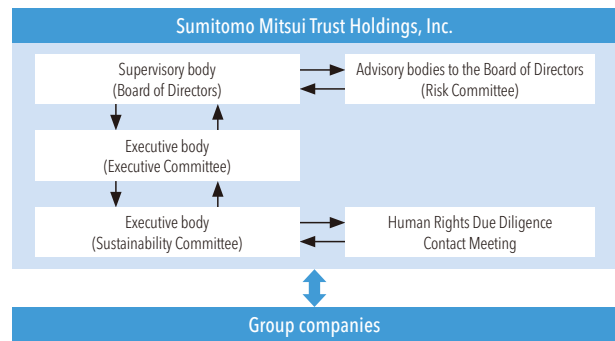 Sumitomo Mitsui Trust Holdings, Inc.
Supervisory body
(Board of Directors)
Advisory bodies to the Board of Directors
(Risk Committee)
Executive body
(Executive Committee)
Executive body
(Sustainability Committee)
Human Rights Due Diligence
Contact Meeting
Group companies